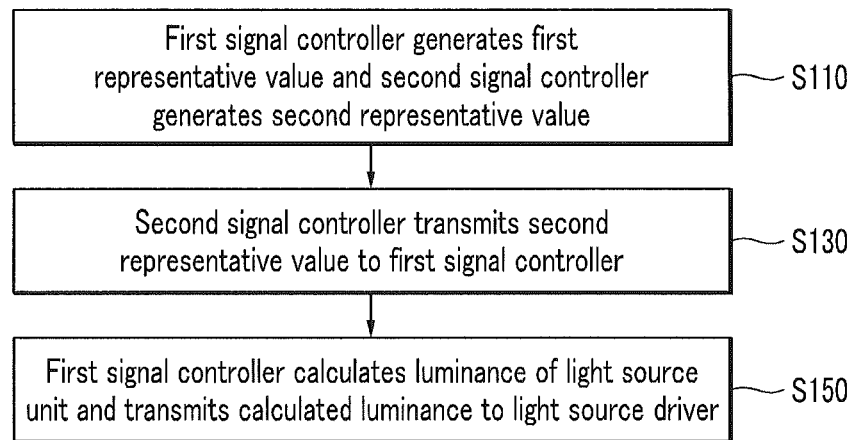 First signal controller generates first
representative value and second signal controller
generates second representative value
S110
Second signal controller transmits second
representative value to first signal controller
S130
First signal controller calculates luminance of light source
unit and transmits calculated luminance to light source driver
S150